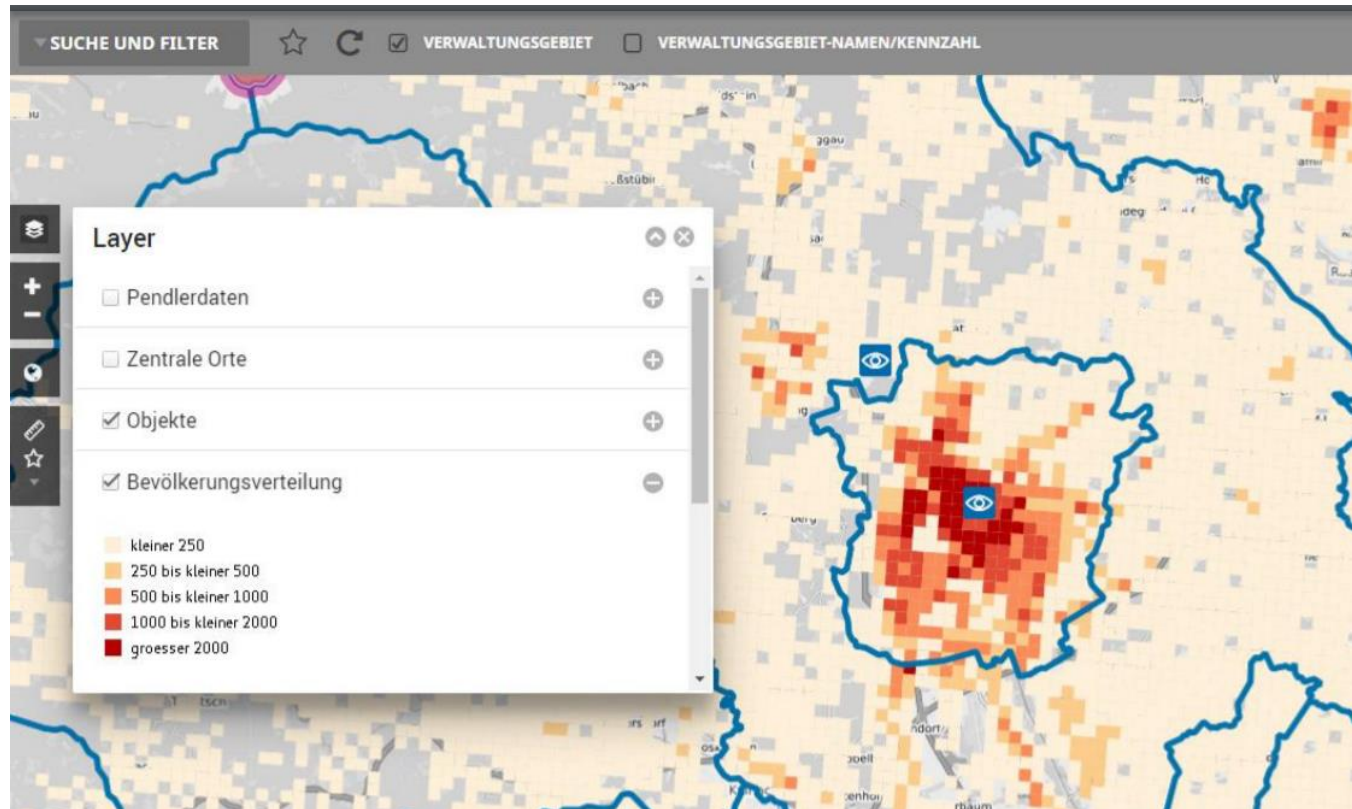 SUCHE UND FILTER
VERWALTUNGSGEBIET
VERWALTUNGSGEBIET-NAMEN/KENNZAHL
Layer
Pendlerdaten
Zentrale Orte
Objekte
Bevölkerungsverteilung
kleiner 250
250 bis kleiner 500
500 bis kleiner 1000
1000 bis kleiner 2000
groesser 2000